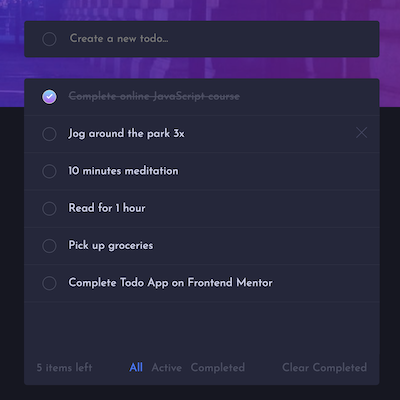 Create a new todo...
Complete online JavaScript course
Jog around the park 3x
10 minutes meditation
Read for 1 hour
Pick up groceries
Complete Todo App on Frontend Mentor
5 items left All Active Completed Clear Completed